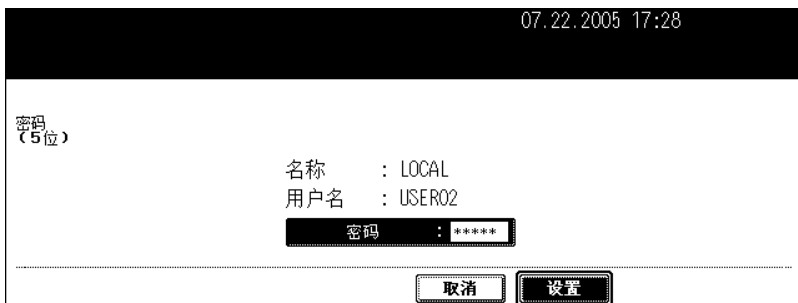 07.22.2005 17:28
密码
(5位)
名称 : LOCAL
用户名 : USER02
密码 : *****
取消 设置